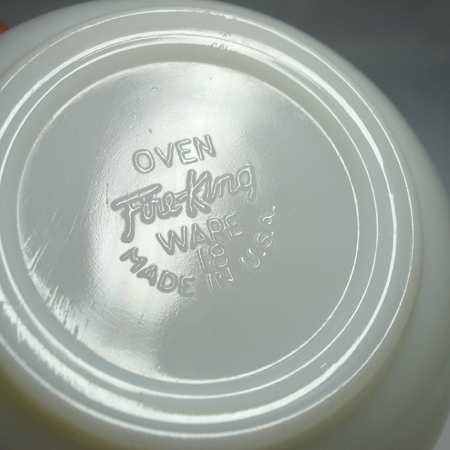 OVEN
Fire-King
WARE
18
MADE IN U.S.A.